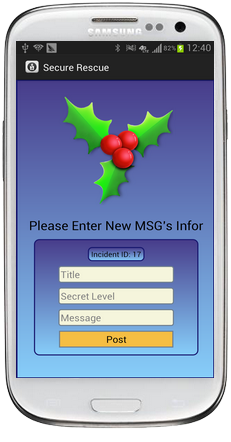 SAMSUNG
82% 12:40
Secure Rescue
Please Enter New MSG's Infor
Incident ID: 17
Title
Secret Level
Message
Post